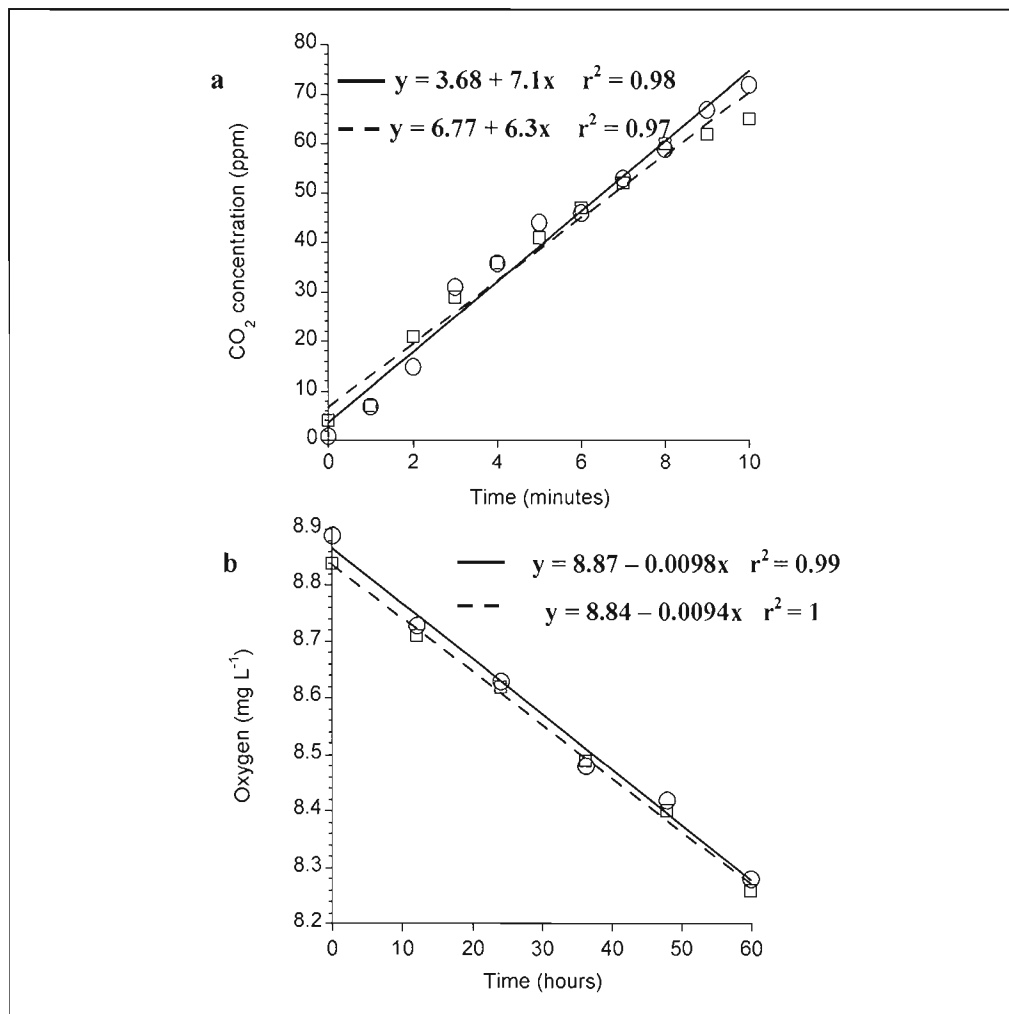 a
y = 3.68 + 7.1x r² = 0.98
y = 6.77 + 6.3x r² = 0.97
CO₂ concentration (ppm)
80
70
60
50
40
30
20
10
0
0 2 4 6 8 10
Time (minutes)
b
y = 8.87 – 0.0098x r² = 0.99
y = 8.84 – 0.0094x r² = 1
Oxygen (mg L⁻¹)
8.9
8.8
8.7
8.6
8.5
8.4
8.3
8.2
0 10 20 30 40 50 60
Time (hours)